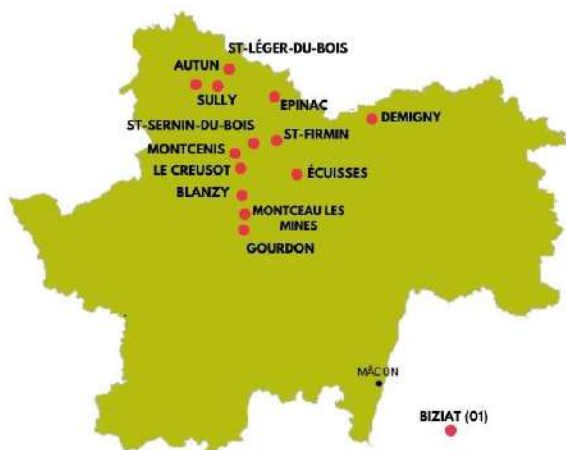 ST-LÉGER-DU-BOIS
AUTUN
SULLY
EPINAC
DEMIGNY
ST-SERNIN-DU-BOIS
ST-FIRMIN
MONTCENIS
LE CREUSOT
ÉCUISSES
BLANZY
MONTCEAU LES
MINES
GOURDON
MÂCON
BIZIAT (01)